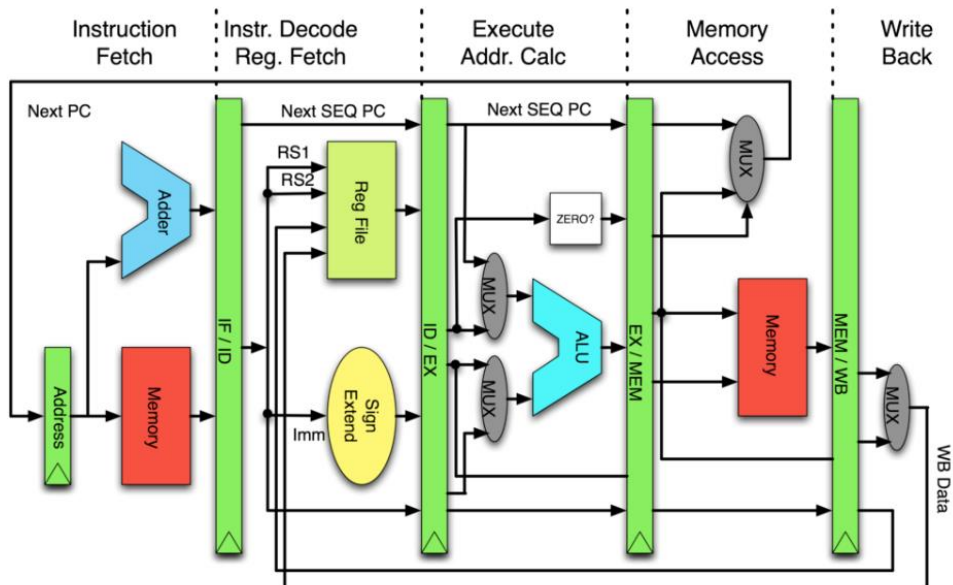 Instruction
Fetch
Instr. Decode
Reg. Fetch
Execute
Addr. Calc
Memory
Access
Write
Back
Next PC
Next SEQ PC
Next SEQ PC
RS1
RS2
Reg File
MUX
Adder
ZERO?
MUX
ALU
Memory
IF / ID
ID / EX
EX / MEM
MEM / WB
Address
Memory
Sign
Extend
Imm
MUX
MUX
WB Data